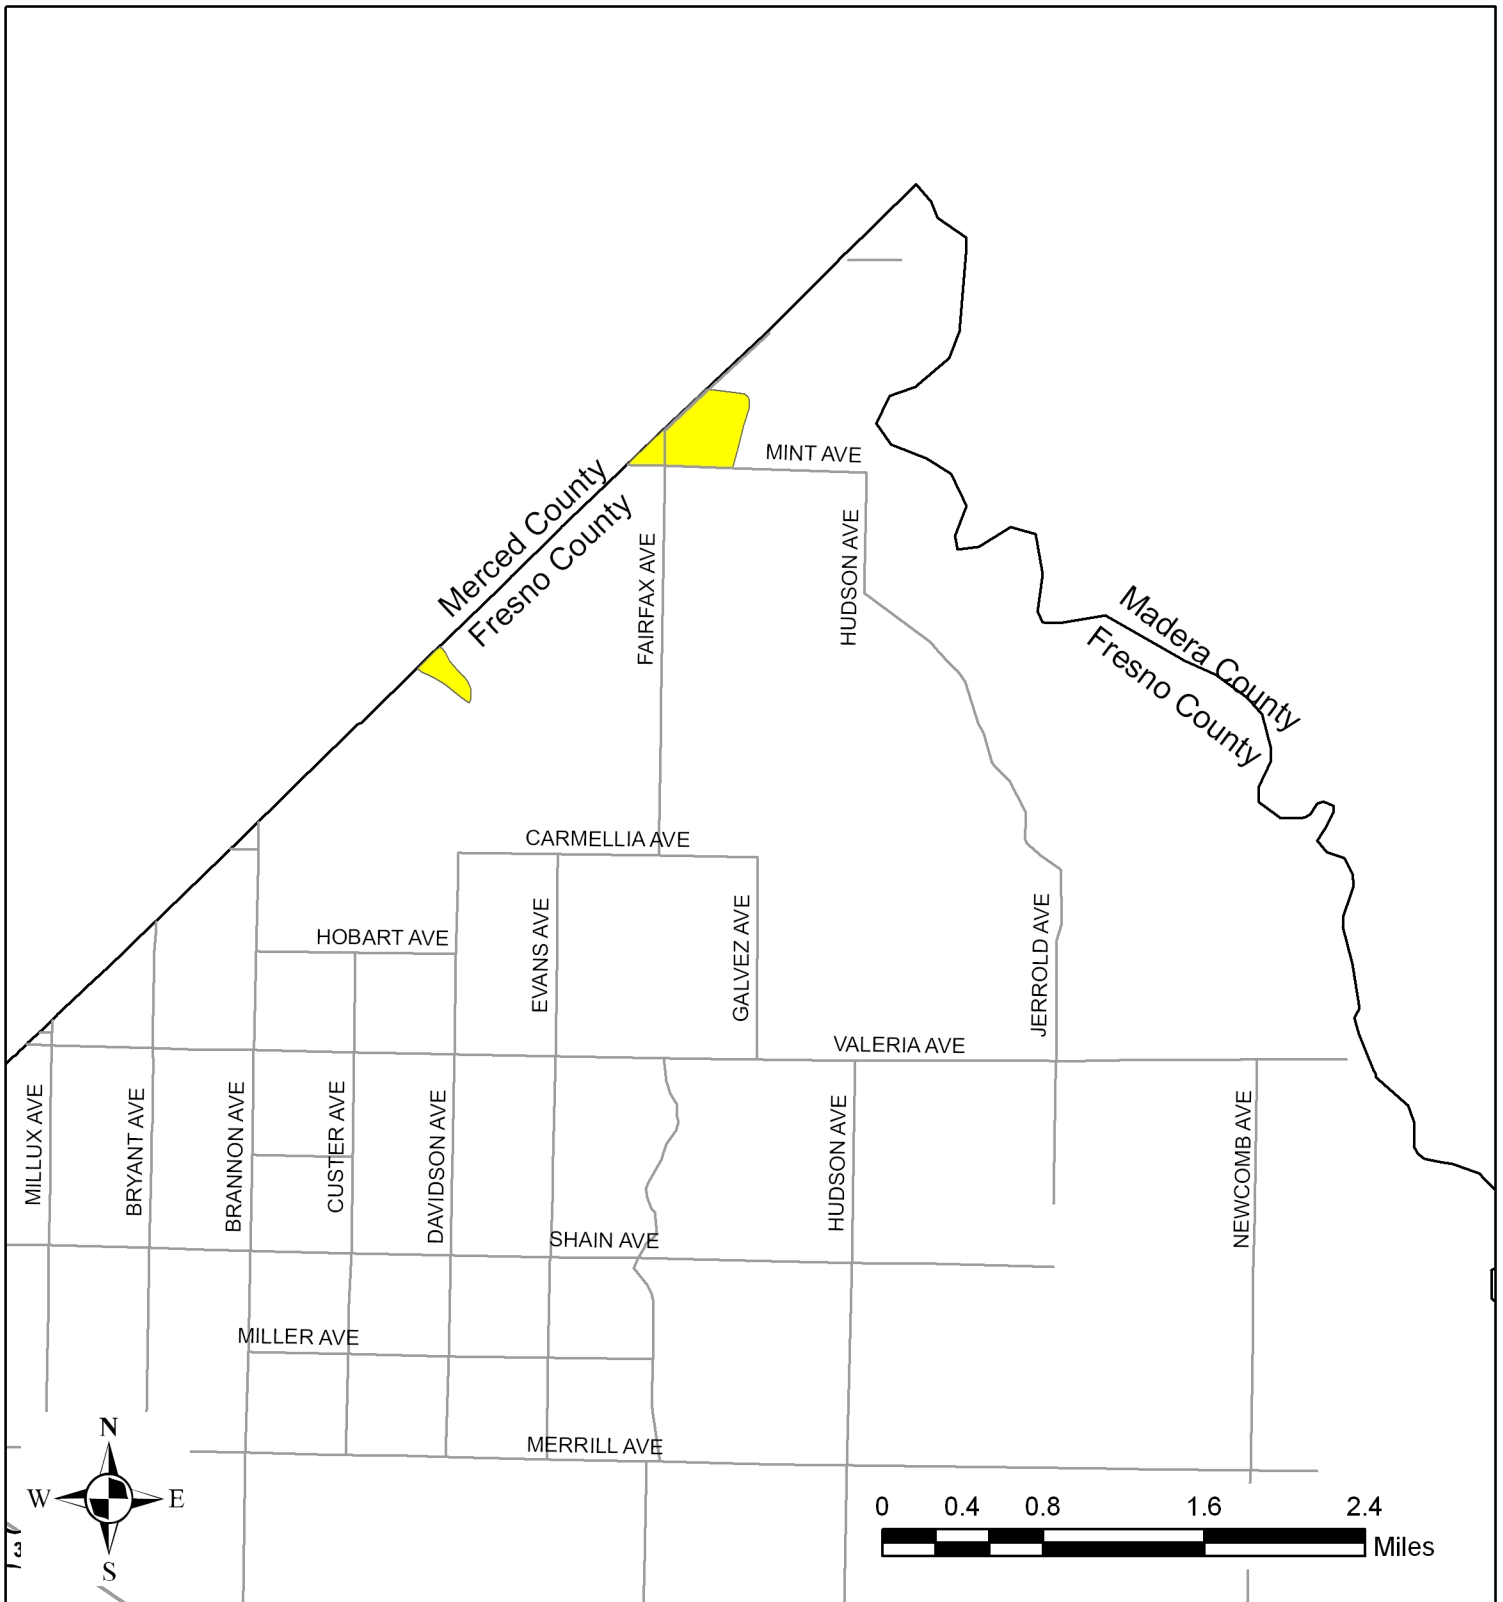 MINT AVE
Merced County
Fresno County
HUDSON AVE
FAIRFAX AVE
Madera County
Fresno County
CARMELLIA AVE
HOBART AVE
EVANS AVE
GALVEZ AVE
JERROLD AVE
VALERIA AVE
MILLUX AVE
BRYANT AVE
BRANNON AVE
CUSTER AVE
DAVIDSON AVE
HUDSON AVE
NEWCOMB AVE
SHAIN AVE
MILLER AVE
MERRILL AVE
N
W E
S
0 0.4 0.8 1.6 2.4
Miles